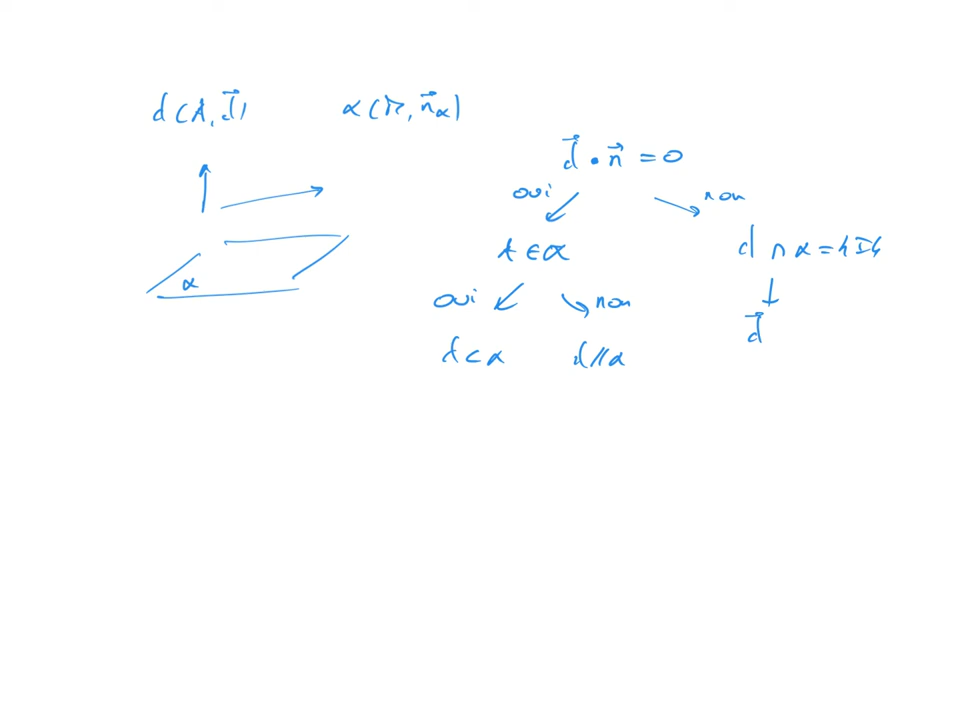 d(A, d⃗) α(M, n⃗α)
d⃗ • n⃗ = 0
oui non
A ∈ α d ∩ α = {I}
α
oui non d⃗
d ⊂ α d // α